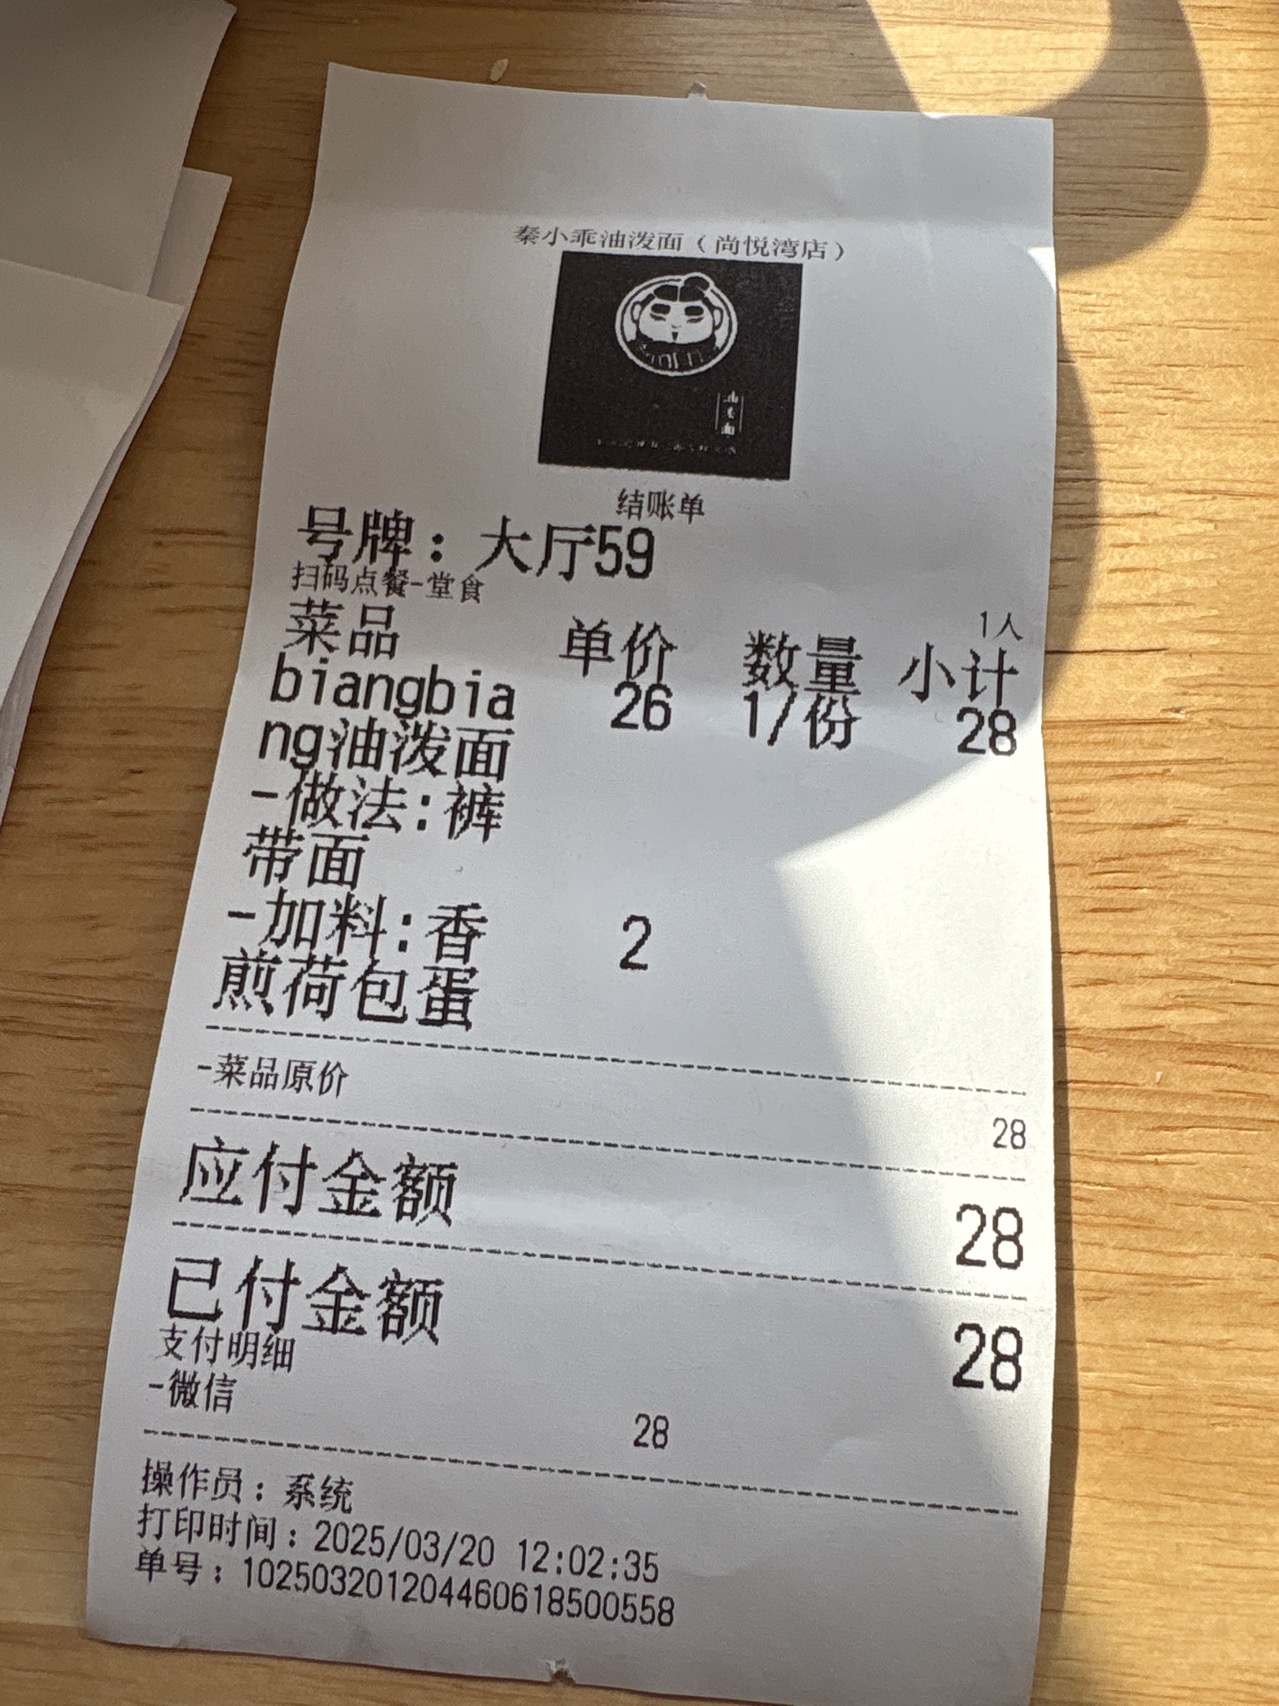 秦小乖油泼面（尚悦湾店）
结账单
号牌：大厅59
扫码点餐-堂食
1人
菜品 单价 数量 小计
biangbia 26 1/份 28
ng油泼面
-做法:裤
带面
-加料:香 2
煎荷包蛋
-菜品原价 28
应付金额 28
已付金额 28
支付明细
-微信 28
操作员：系统
打印时间：2025/03/20 12:02:35
单号：102503201204460618500558